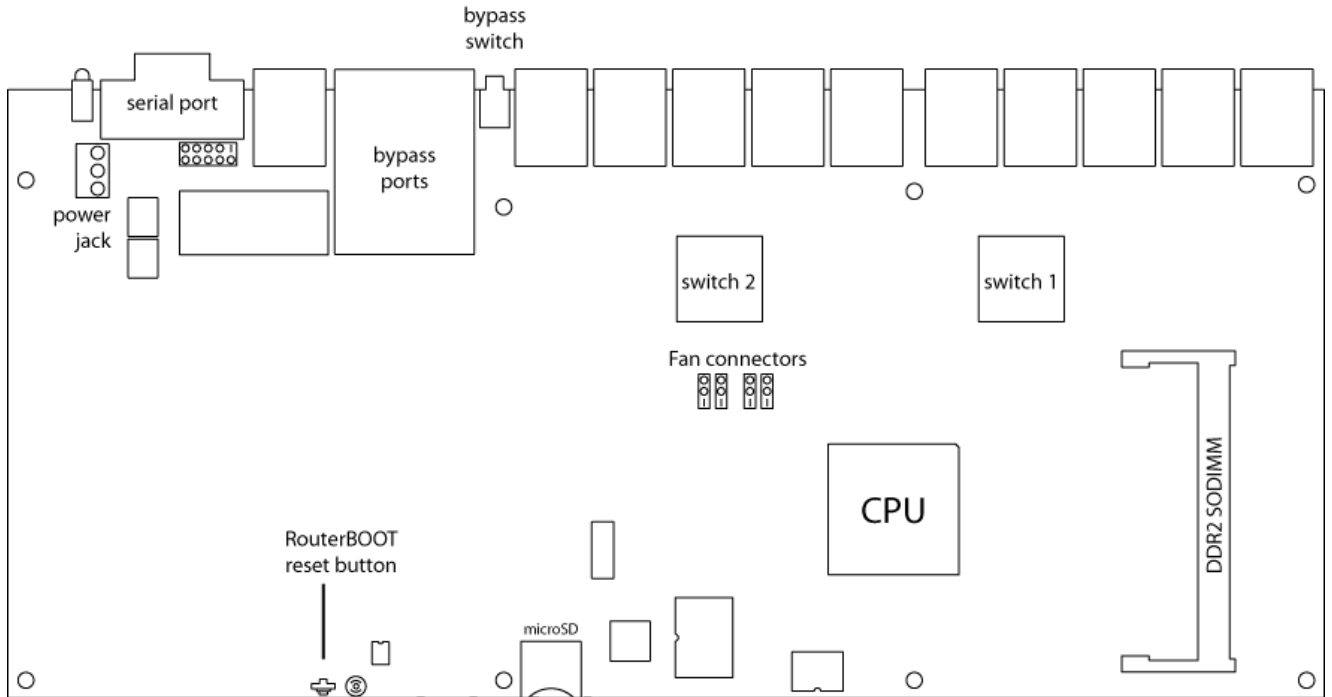 bypass
switch
serial port
bypass
ports
power
jack
switch 2
switch 1
Fan connectors
DDR2 SODIMM
CPU
RouterBOOT
reset button
microSD